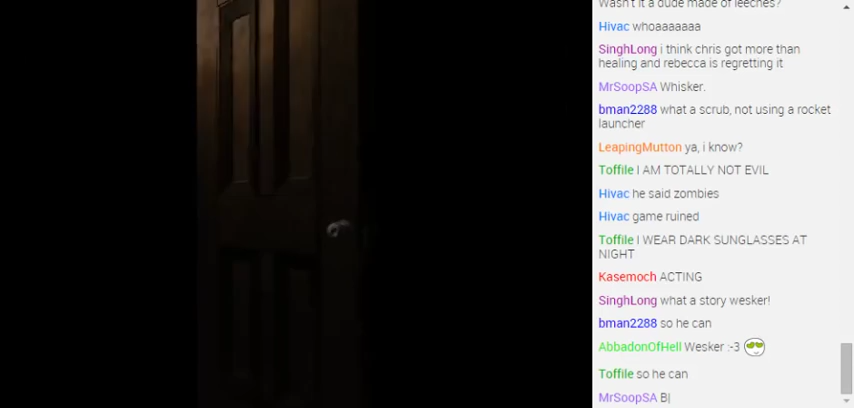 Wasn't it a dude made of leeches?
Hivac whoaaaaaaa
SinghLong i think chris got more than
healing and rebecca is regretting it
MrSoopSA Whisker.
bman2288 what a scrub, not using a rocket
launcher
LeapingMutton ya, i know?
Toffile I AM TOTALLY NOT EVIL
Hivac he said zombies
Hivac game ruined
Toffile I WEAR DARK SUNGLASSES AT
NIGHT
Kasemoch ACTING
SinghLong what a story wesker!
bman2288 so he can
AbbadonOfHell Wesker :-3
Toffile so he can
MrSoopSA B|